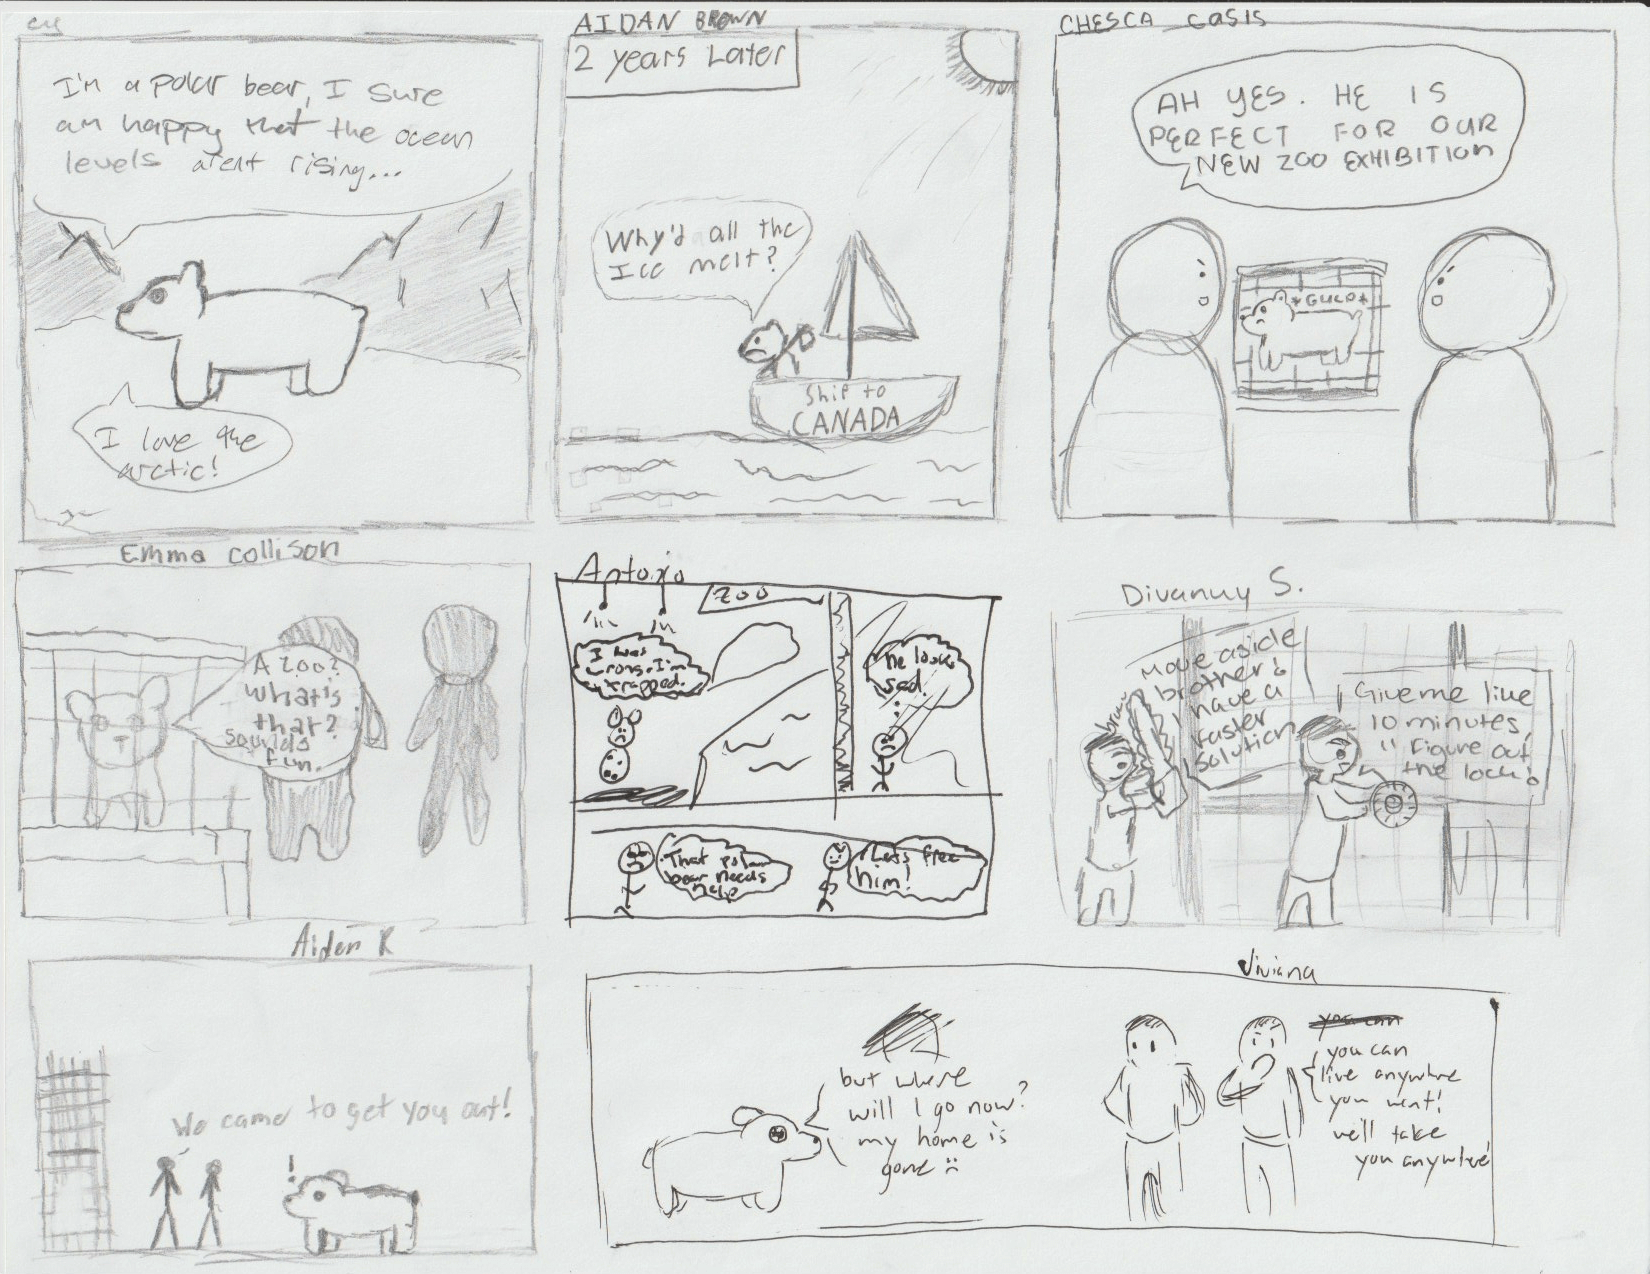 cy
I'm a polar bear, I sure
am happy that the ocean
levels arent rising...
I love the
arctic!
AIDAN BROWN
2 years Later
Why'd all the
Ice melt?
Ship to
CANADA
CHESCA GASIS
AH YES. HE IS
PERFECT FOR OUR
NEW ZOO EXHIBITION
*GULP*
Emma Collison
A Zoo?
what's
that?
sounds
fun.
Antonio
ZOO
I was
wrong. I'm
trapped.
he looks
sad.
That polar
bear needs
help
Lets free
him!
Divanuy S.
Move aside
brother!
I have a
faster
solution
Give me like
10 minutes,
I'll figure out
the lock!
Aiden R
We came to get you out!
!
Viviana
but where
will I go now?
my home is
gone :(
you can
you can
live anywhere
you want!
we'll take
you anywhere!